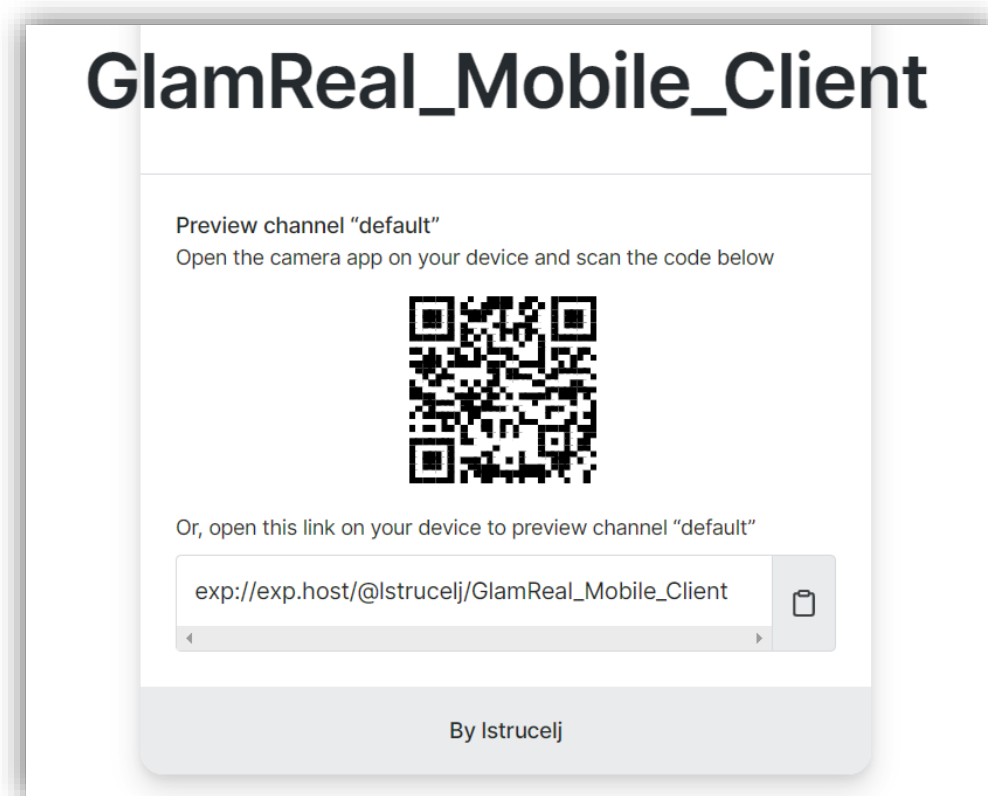 GlamReal_Mobile_Client
Preview channel “default”
Open the camera app on your device and scan the code below
Or, open this link on your device to preview channel “default”
exp://exp.host/@lstrucelj/GlamReal_Mobile_Client
By lstrucelj